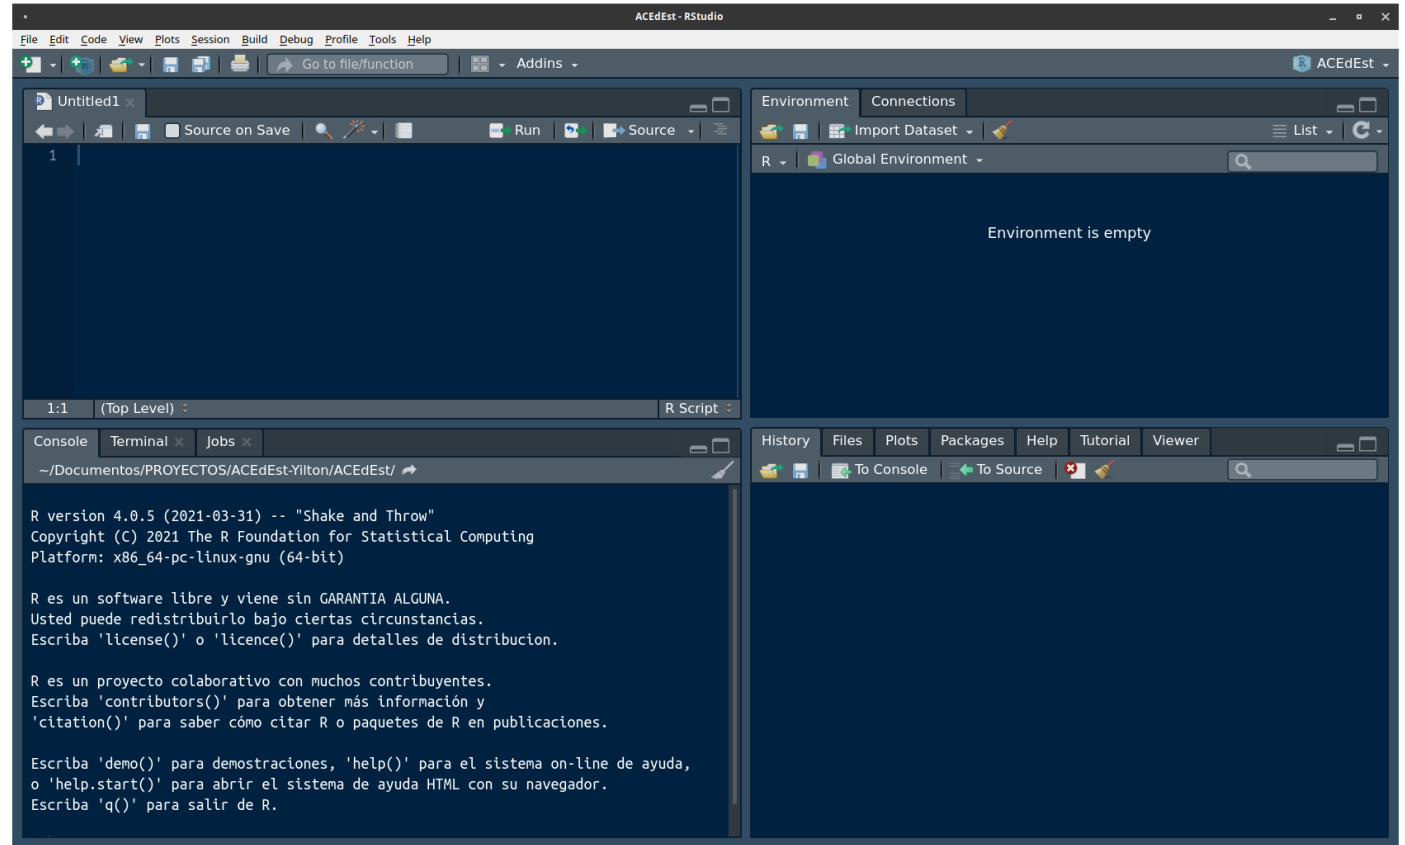 ACEdEst - RStudio
File Edit Code View Plots Session Build Debug Profile Tools Help
Go to file/function Addins ACEdEst
Untitled1
Source on Save Run Source
1
1:1 (Top Level) R Script
Environment Connections
Import Dataset List
R Global Environment
Environment is empty
Console Terminal Jobs
~/Documentos/PROYECTOS/ACEdEst-Yilton/ACEdEst/
R version 4.0.5 (2021-03-31) -- "Shake and Throw"
Copyright (C) 2021 The R Foundation for Statistical Computing
Platform: x86_64-pc-linux-gnu (64-bit)
R es un software libre y viene sin GARANTIA ALGUNA.
Usted puede redistribuirlo bajo ciertas circunstancias.
Escriba 'license()' o 'licence()' para detalles de distribucion.
R es un proyecto colaborativo con muchos contribuyentes.
Escriba 'contributors()' para obtener más información y
'citation()' para saber cómo citar R o paquetes de R en publicaciones.
Escriba 'demo()' para demostraciones, 'help()' para el sistema on-line de ayuda,
o 'help.start()' para abrir el sistema de ayuda HTML con su navegador.
Escriba 'q()' para salir de R.
History Files Plots Packages Help Tutorial Viewer
To Console To Source